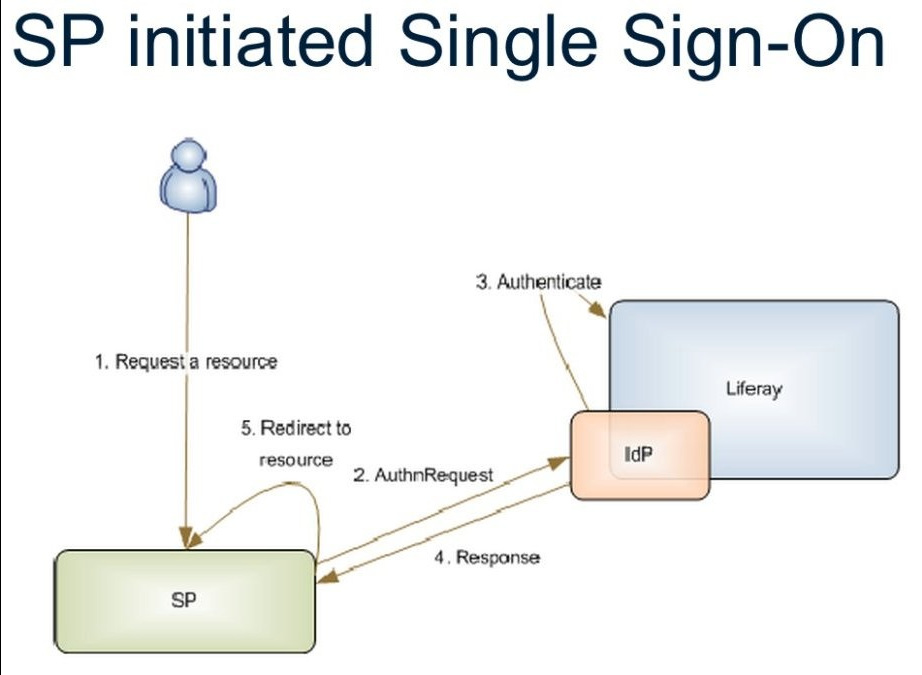 SP initiated Single Sign-On
3. Authenticate
1. Request a resource
Liferay
5. Redirect to
resource
IdP
2. AuthnRequest
4. Response
SP